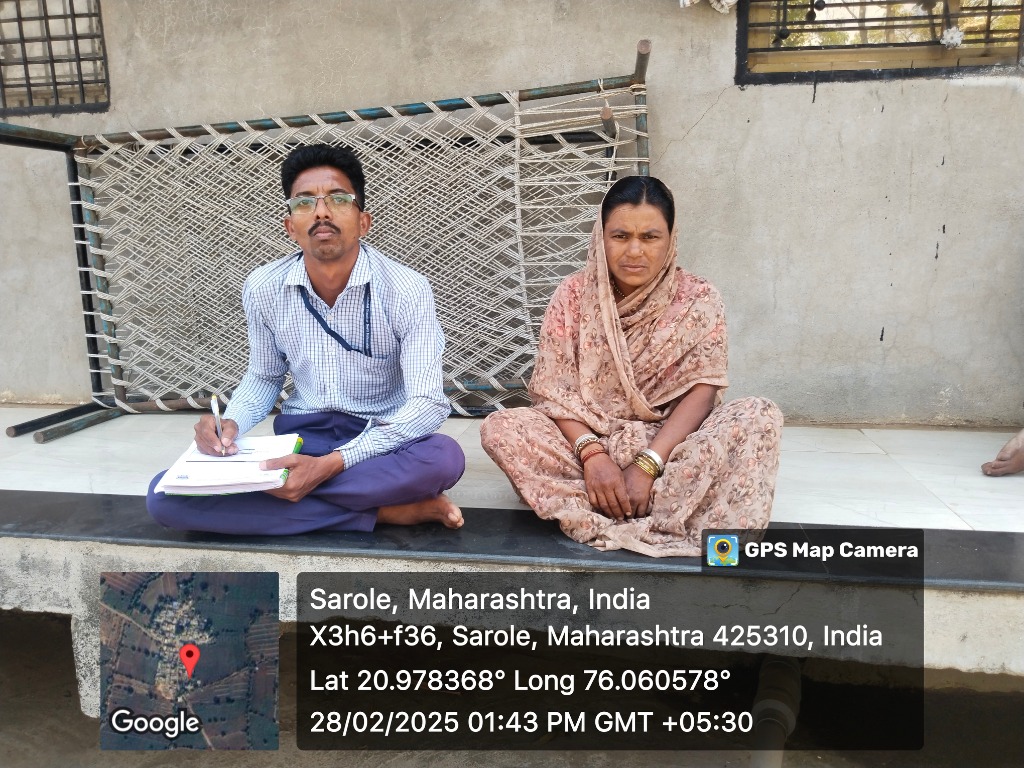 GPS Map Camera
Sarole, Maharashtra, India
X3h6+f36, Sarole, Maharashtra 425310, India
Lat 20.978368° Long 76.060578°
28/02/2025 01:43 PM GMT +05:30
Google